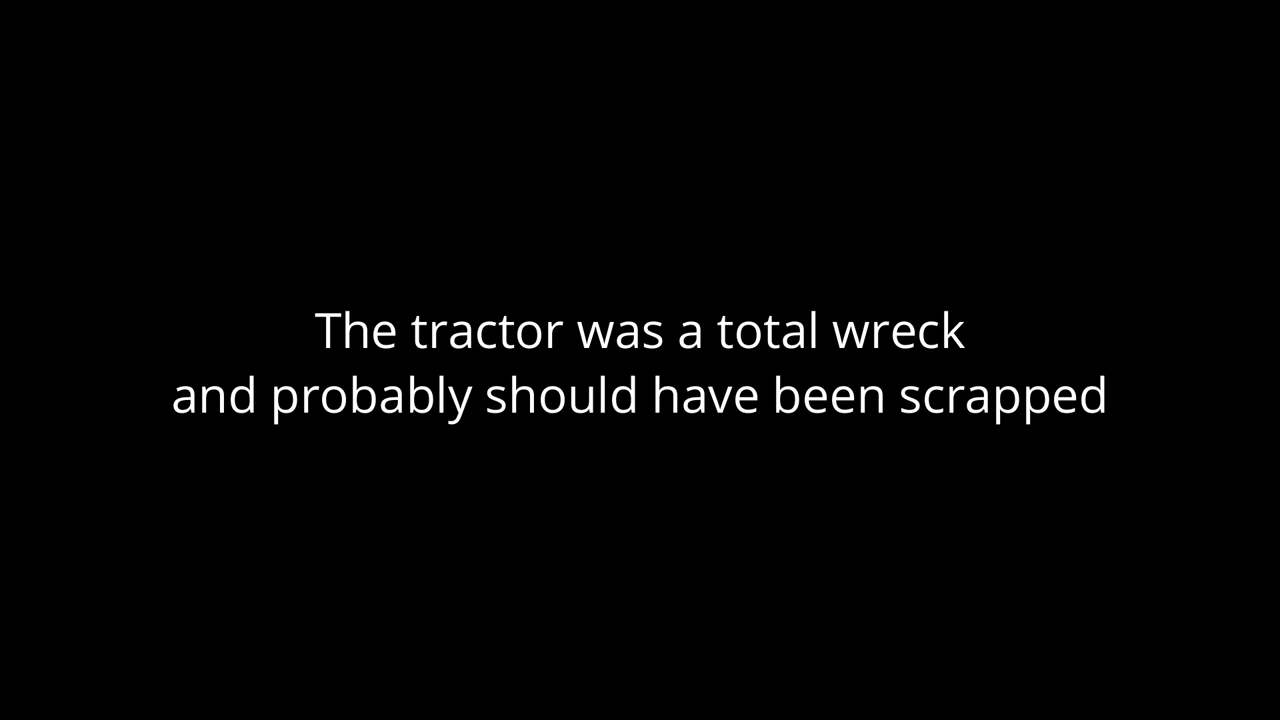 The tractor was a total wreck
and probably should have been scrapped